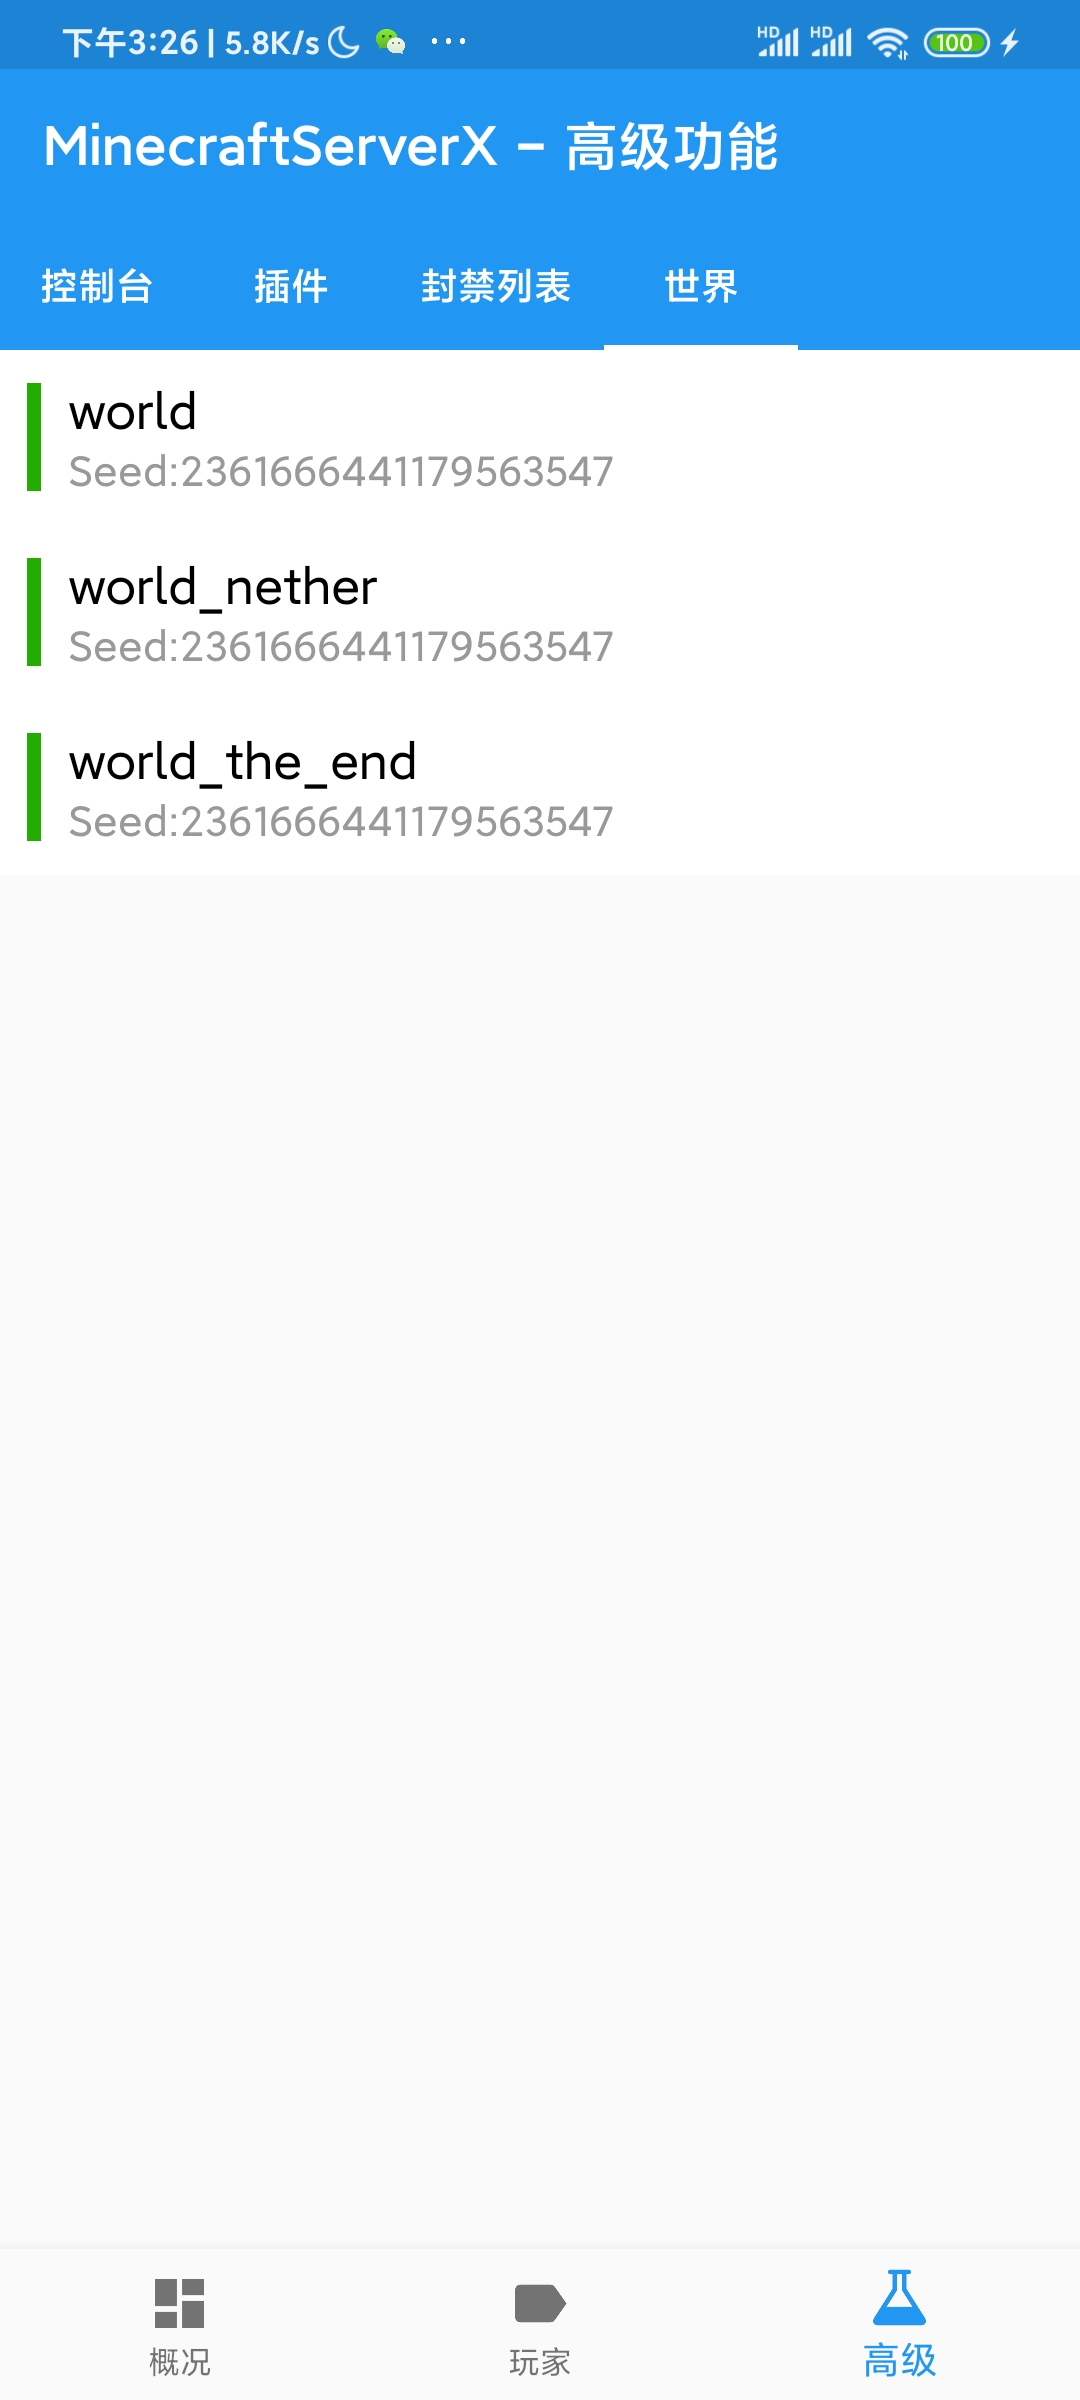 下午3:26 | 5.8K/s
HD HD 100
MinecraftServerX - 高级功能
控制台 插件 封禁列表 世界
world
Seed:2361666441179563547
world_nether
Seed:2361666441179563547
world_the_end
Seed:2361666441179563547
概况 玩家 高级